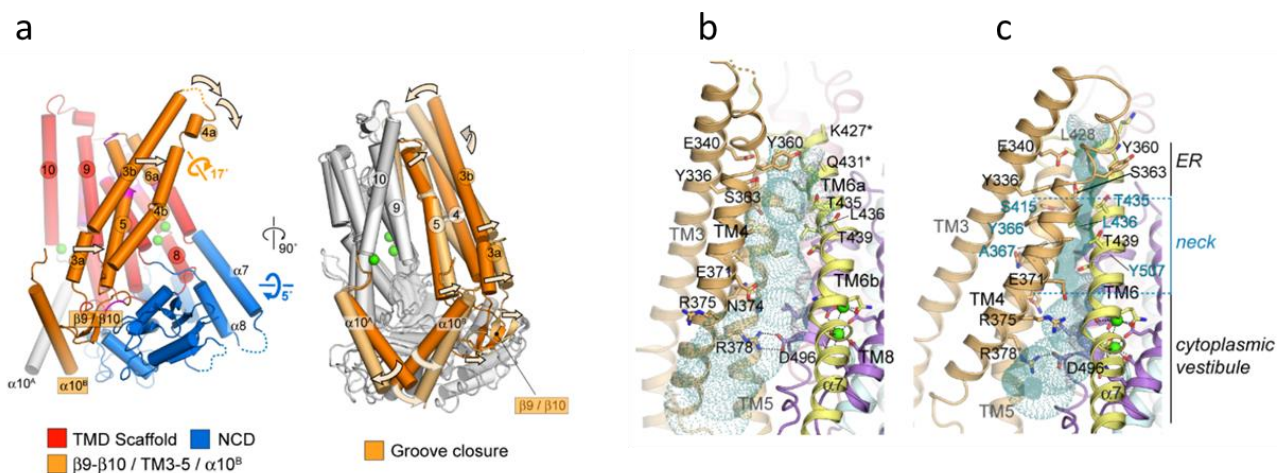 a
b
c
10
9
3b
6a
4a
17°
5
4b
3a
8
β9 / β10
α7
5°
α8
α10ᴬ
α10ᴮ
90°
10
9
3b
5
4
3a
α10ᴬ
α10ᴮ
β9 / β10
TMD Scaffold
NCD
β9-β10 / TM3-5 / α10ᴮ
Groove closure
E340
Y360
K427*
Y336
Q431*
S363
TM6a
T435
TM3
TM4
L436
T439
E371
TM6b
R375
N374
R378
D496
TM8
TM5
α7
L428
E340
Y360
ER
Y336
S363
S415
T435
TM3
Y366
L436
neck
A367
T439
E371
Y507
TM4
TM6
R375
R378
D496
cytoplasmic
vestibule
TM5
α7